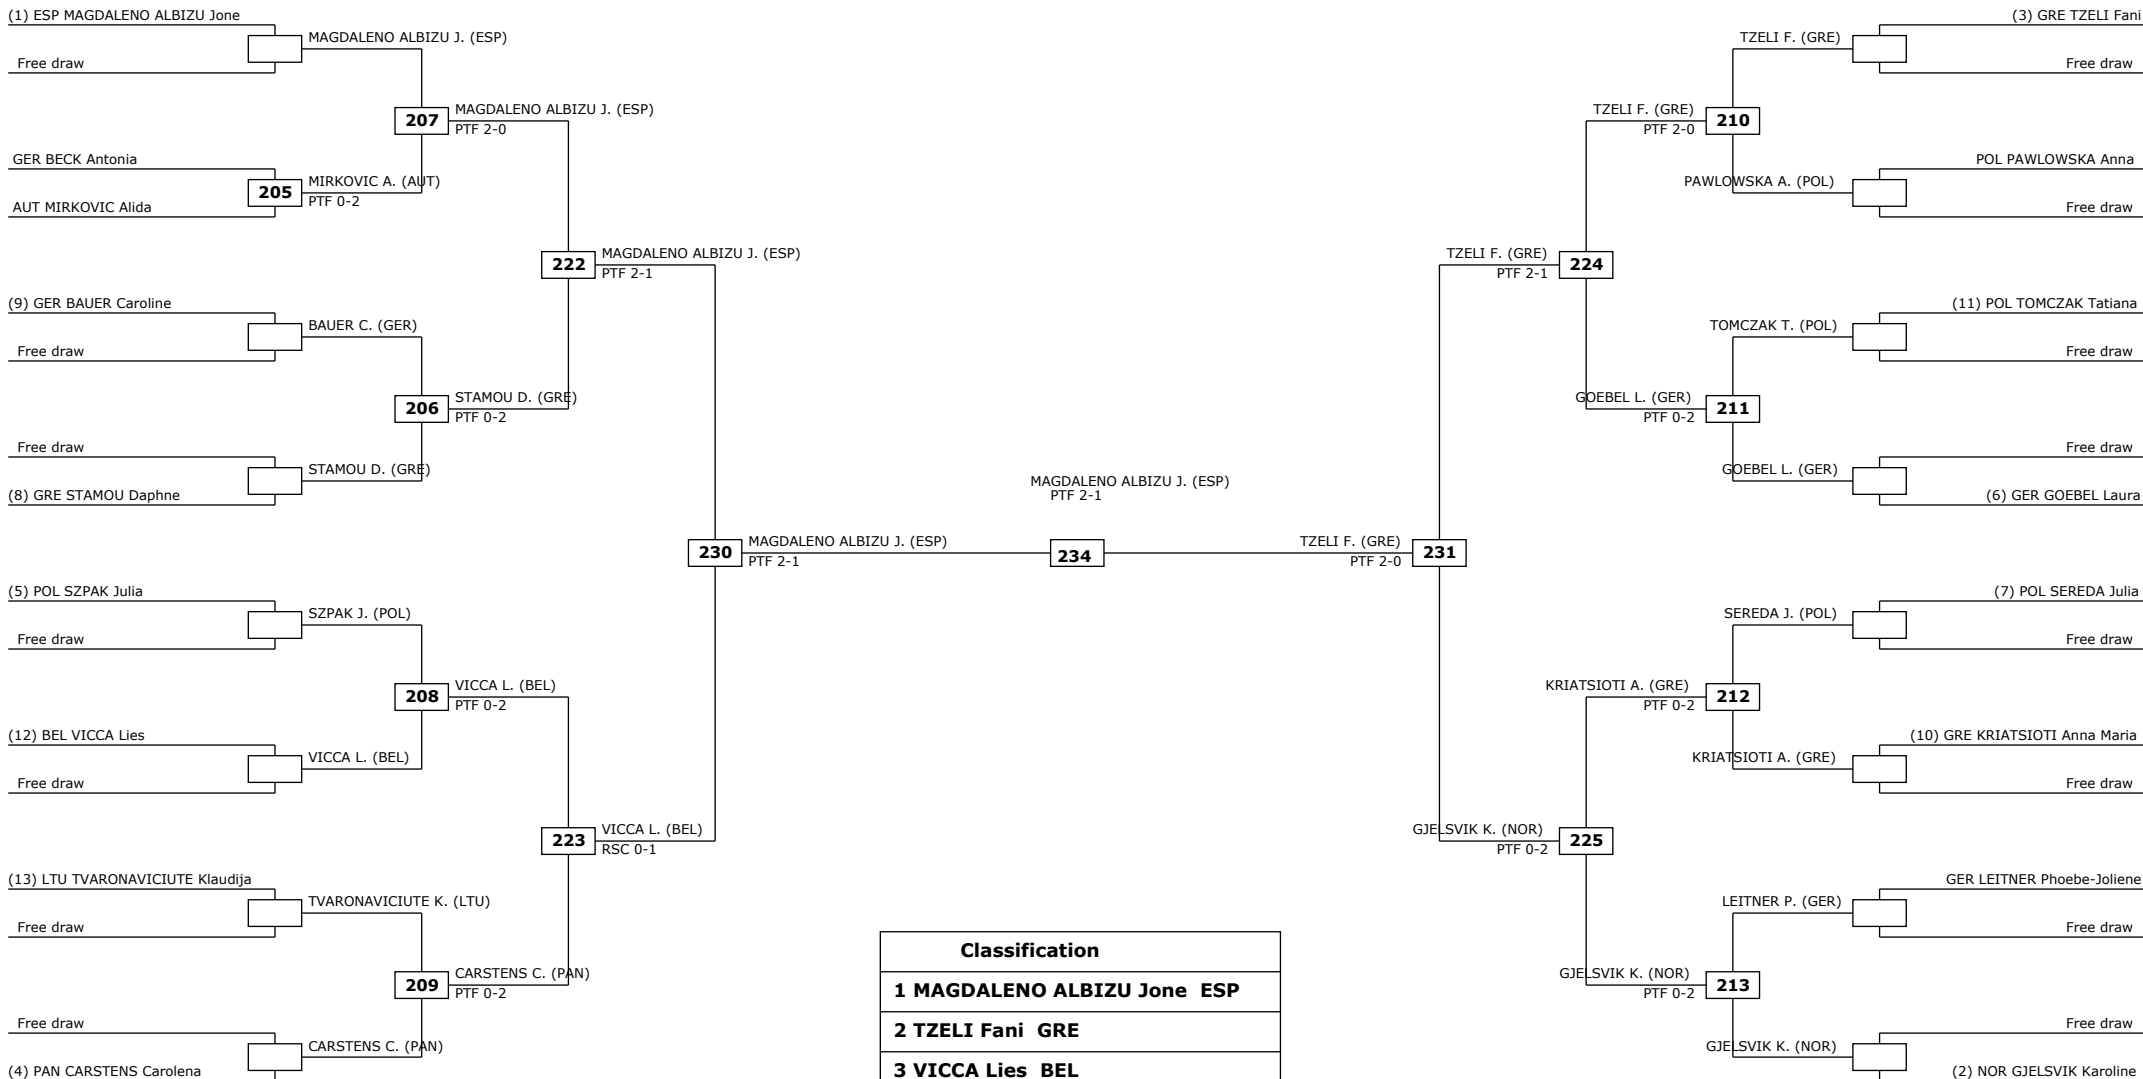 (1) ESP MAGDALENO ALBIZU Jone
MAGDALENO ALBIZU J. (ESP)
Free draw
207
MAGDALENO ALBIZU J. (ESP)
PTF 2-0
GER BECK Antonia
205
MIRKOVIC A. (AUT)
PTF 0-2
AUT MIRKOVIC Alida
222
MAGDALENO ALBIZU J. (ESP)
PTF 2-1
(9) GER BAUER Caroline
BAUER C. (GER)
Free draw
206
STAMOU D. (GRE)
PTF 0-2
Free draw
STAMOU D. (GRE)
(8) GRE STAMOU Daphne
230
MAGDALENO ALBIZU J. (ESP)
PTF 2-1
(5) POL SZPAK Julia
SZPAK J. (POL)
Free draw
208
VICCA L. (BEL)
PTF 0-2
(12) BEL VICCA Lies
VICCA L. (BEL)
Free draw
223
VICCA L. (BEL)
RSC 0-1
(13) LTU TVARONAVICIUTE Klaudija
TVARONAVICIUTE K. (LTU)
Free draw
209
CARSTENS C. (PAN)
PTF 0-2
Free draw
CARSTENS C. (PAN)
(4) PAN CARSTENS Carolena
MAGDALENO ALBIZU J. (ESP)
PTF 2-1
234
(3) GRE TZELI Fani
TZELI F. (GRE)
Free draw
TZELI F. (GRE)
PTF 2-0
210
POL PAWLOWSKA Anna
PAWLOWSKA A. (POL)
Free draw
TZELI F. (GRE)
PTF 2-1
224
(11) POL TOMCZAK Tatiana
TOMCZAK T. (POL)
Free draw
GOEBEL L. (GER)
PTF 0-2
211
Free draw
GOEBEL L. (GER)
(6) GER GOEBEL Laura
TZELI F. (GRE)
PTF 2-0
231
(7) POL SEREDA Julia
SEREDA J. (POL)
Free draw
KRIATSIOTI A. (GRE)
PTF 0-2
212
(10) GRE KRIATSIOTI Anna Maria
KRIATSIOTI A. (GRE)
Free draw
GJELSVIK K. (NOR)
PTF 0-2
225
GER LEITNER Phoebe-Joliene
LEITNER P. (GER)
Free draw
GJELSVIK K. (NOR)
PTF 0-2
213
Free draw
GJELSVIK K. (NOR)
(2) NOR GJELSVIK Karoline
Classification
1 MAGDALENO ALBIZU Jone ESP
2 TZELI Fani GRE
3 VICCA Lies BEL